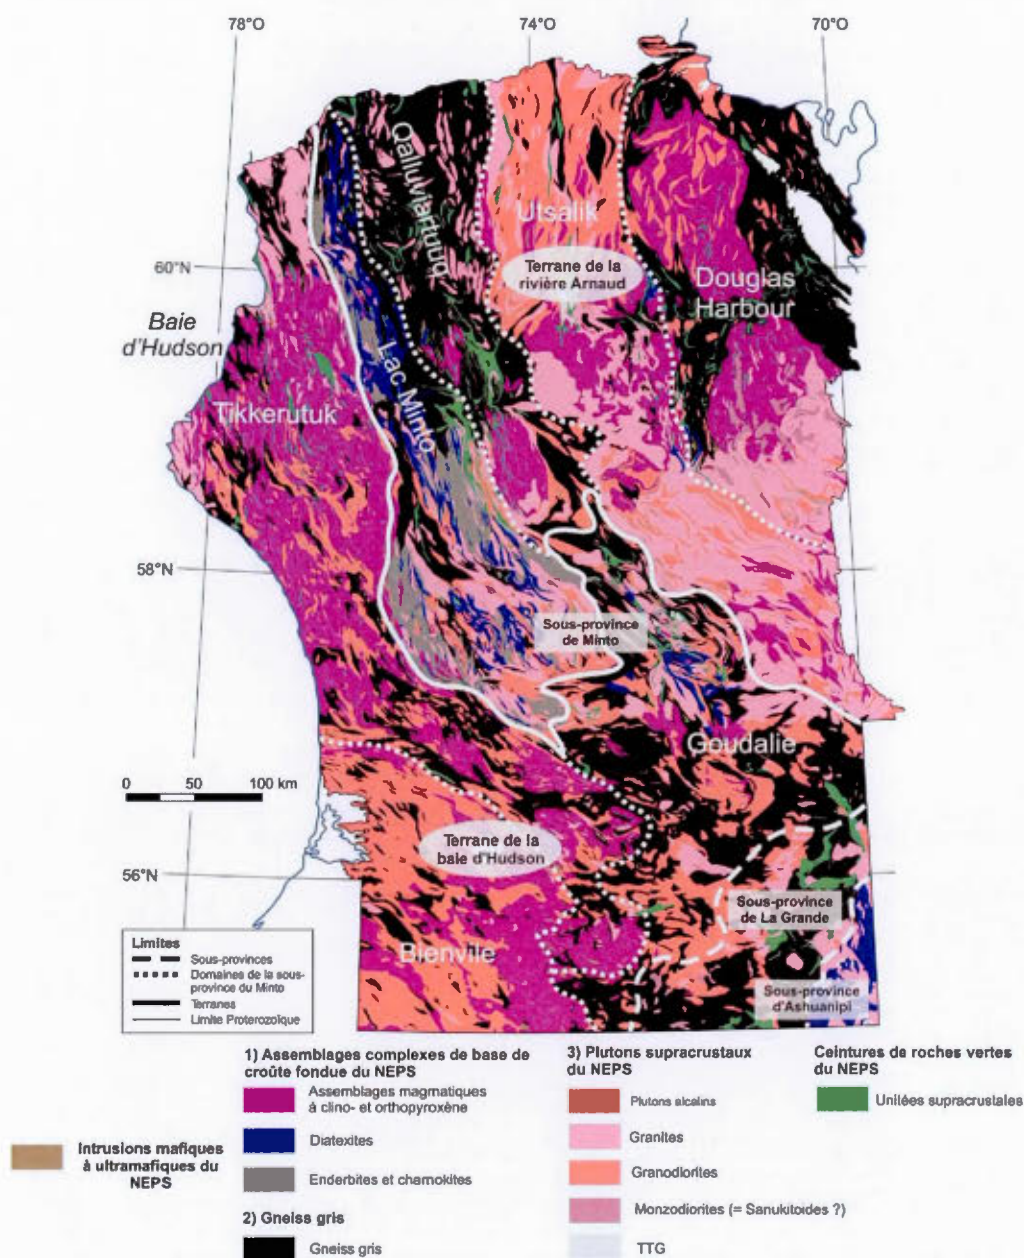 78°O
74°O
70°O
Qalluviartuuq
Utsalik
60°N
Terrane de la
rivière Arnaud
Douglas
Harbour
Baie
d'Hudson
Lac Minto
Tikkerutuk
58°N
Sous-province
de Minto
Goudalie
0 50 100 km
Terrane de la
baie d'Hudson
56°N
Sous-province
de La Grande
Bienville
Sous-province
d'Ashuanipi
Limites
Sous-provinces
Domaines de la sous-
province du Minto
Terranes
Limite Proterozoïque
1) Assemblages complexes de base de
croûte fondue du NEPS
Assemblages magmatiques
à clino- et orthopyroxène
Diatexites
Enderbites et charnokites
2) Gneiss gris
Gneiss gris
3) Plutons supracrustaux
du NEPS
Plutons alcalins
Granites
Granodiorites
Monzodiorites (= Sanukitoides ?)
TTG
Ceintures de roches vertes
du NEPS
Unilées supracrustales
Intrusions mafiques
à ultramafiques du
NEPS